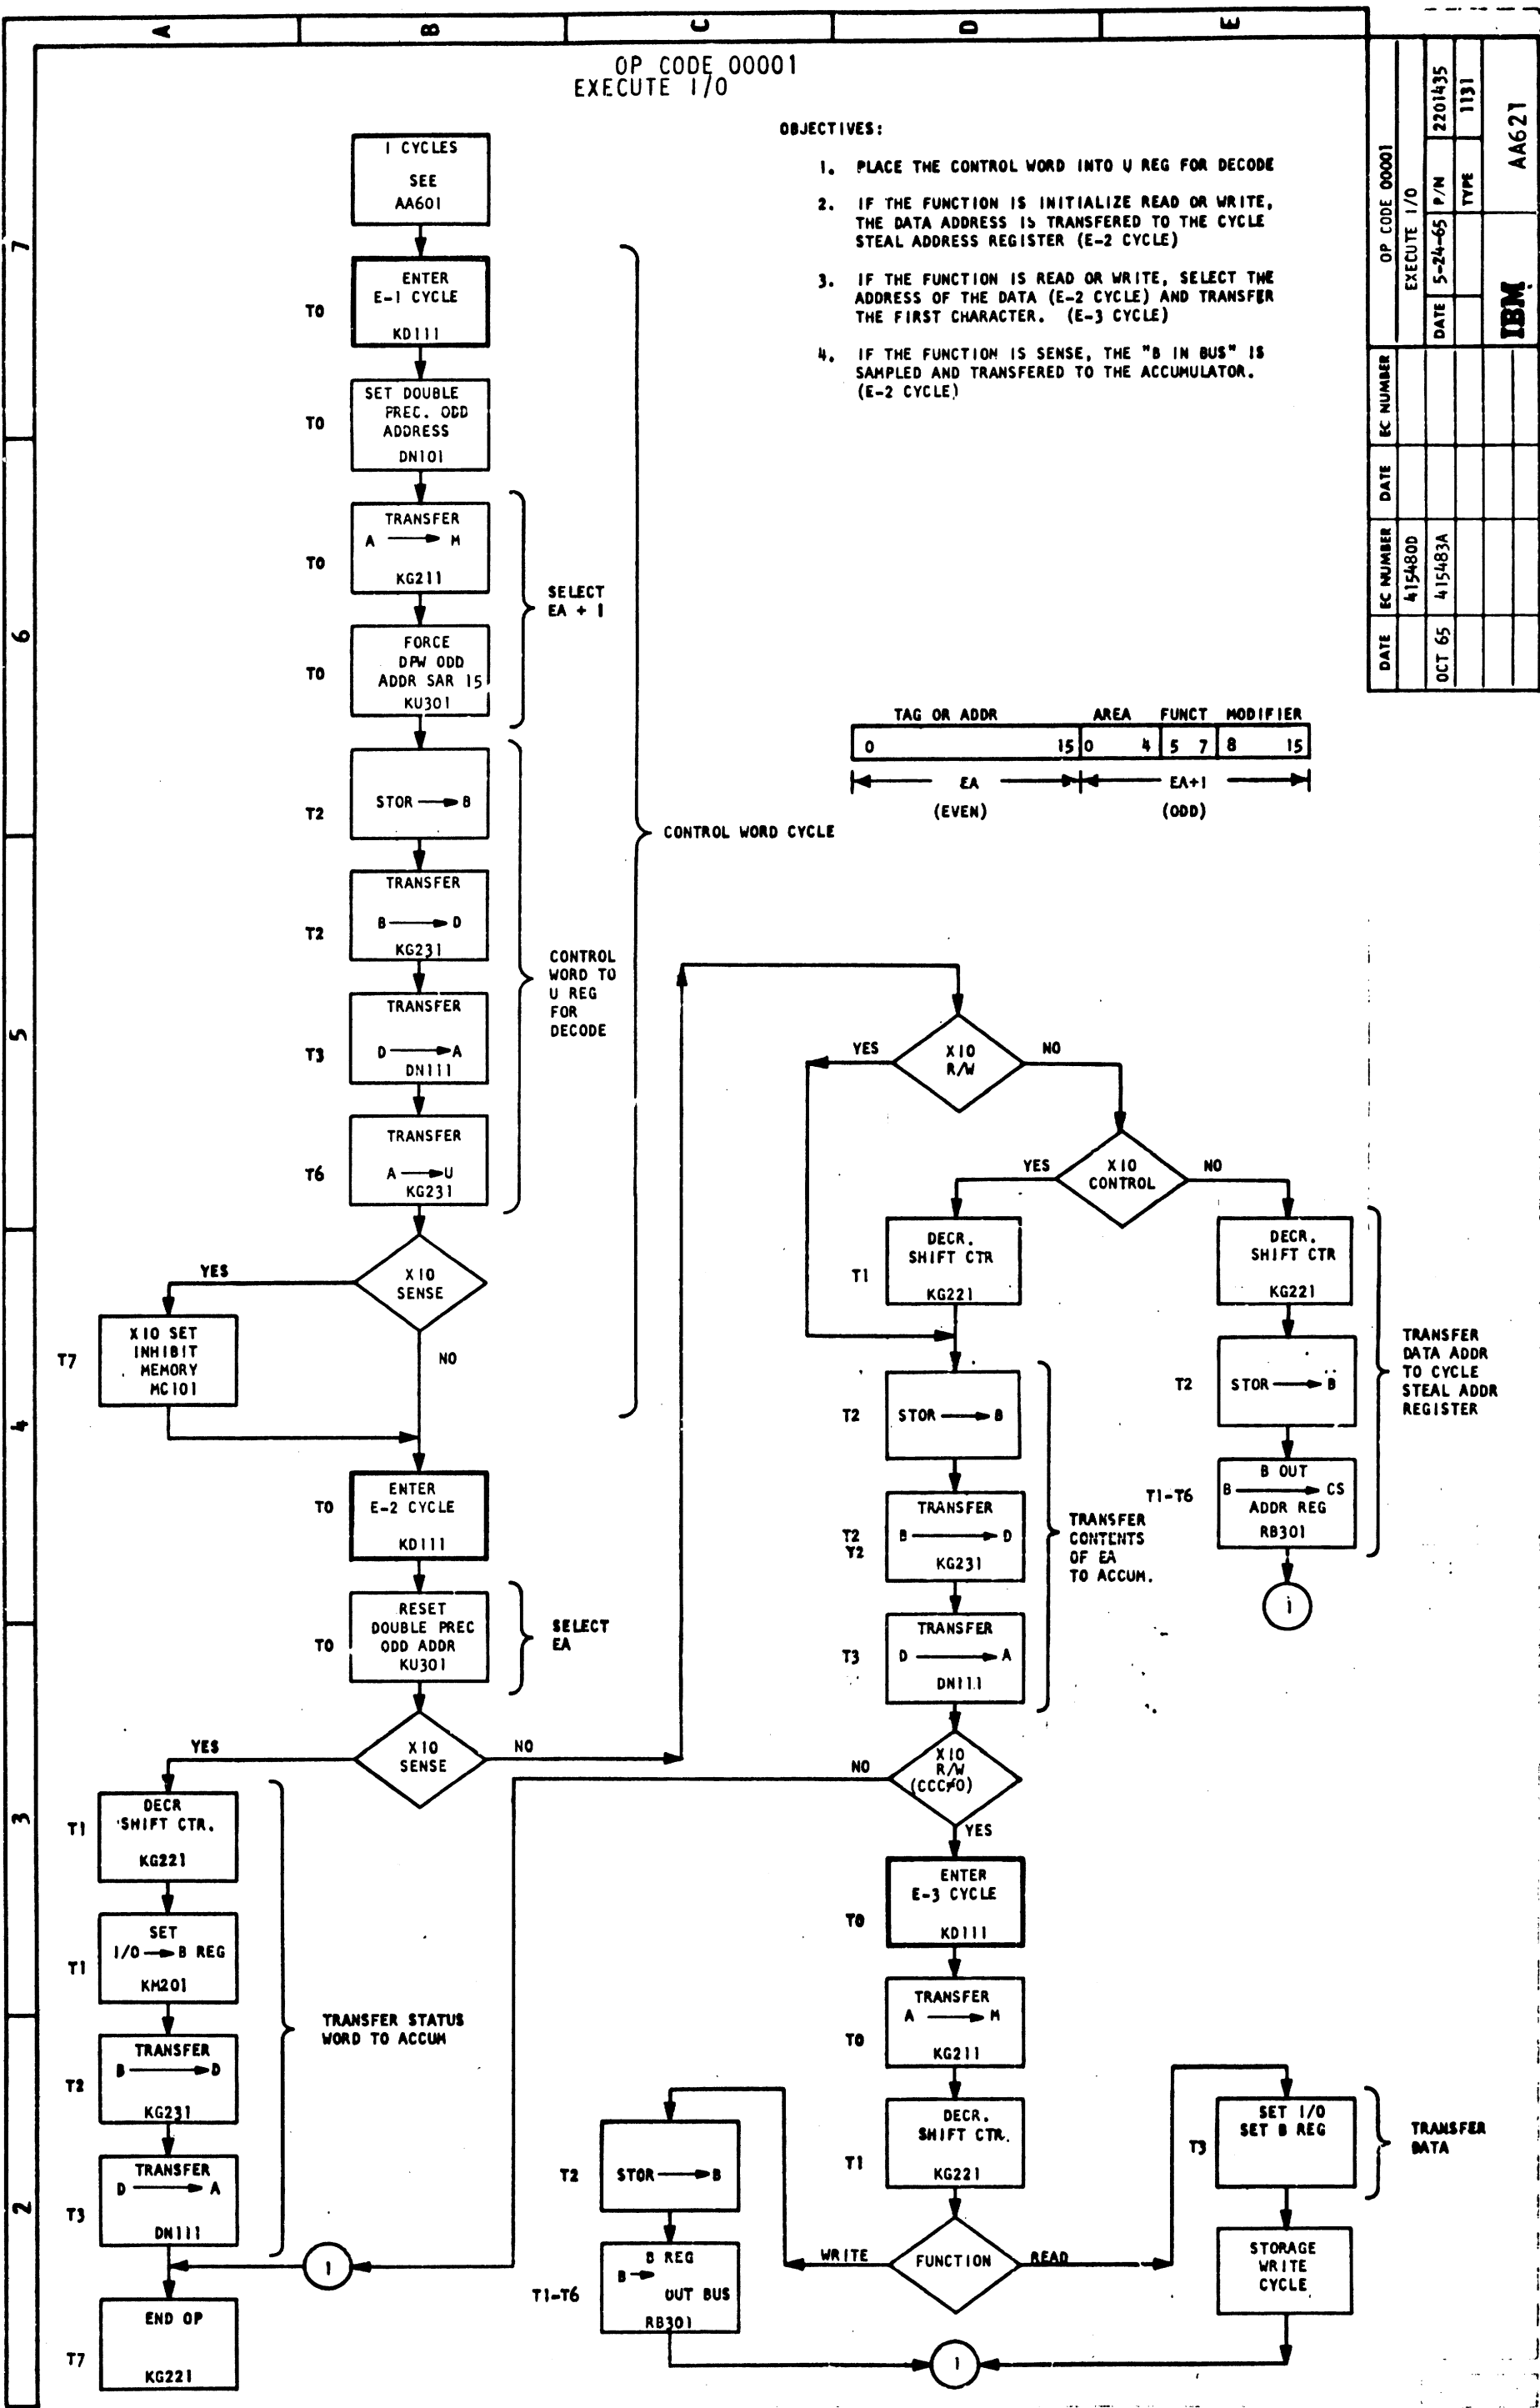 A
B
C
D
E
OP CODE 00001
EXECUTE I/O
OBJECTIVES:
1. PLACE THE CONTROL WORD INTO U REG FOR DECODE
2. IF THE FUNCTION IS INITIALIZE READ OR WRITE,
THE DATA ADDRESS IS TRANSFERED TO THE CYCLE
STEAL ADDRESS REGISTER (E-2 CYCLE)
3. IF THE FUNCTION IS READ OR WRITE, SELECT THE
ADDRESS OF THE DATA (E-2 CYCLE) AND TRANSFER
THE FIRST CHARACTER. (E-3 CYCLE)
4. IF THE FUNCTION IS SENSE, THE "B IN BUS" IS
SAMPLED AND TRANSFERED TO THE ACCUMULATOR.
(E-2 CYCLE)
OP CODE 00001
EXECUTE I/O
DATE 5-24-65 P/N 2201435
TYPE 1131
IBM
AA621
DATE EC NUMBER DATE EC NUMBER
415480D
OCT 65 415483A
7
6
5
4
3
2
I CYCLES
SEE
AA601
T0
ENTER
E-1 CYCLE
KD111
T0
SET DOUBLE
PREC. ODD
ADDRESS
DN101
T0
TRANSFER
A → M
KG211
T0
FORCE
DPW ODD
ADDR SAR 15
KU301
SELECT
EA + 1
T2
STOR → B
T2
TRANSFER
B → D
KG231
T3
TRANSFER
D → A
DN111
T6
TRANSFER
A → U
KG231
CONTROL
WORD TO
U REG
FOR
DECODE
CONTROL WORD CYCLE
TAG OR ADDR AREA FUNCT MODIFIER
0 15 0 4 5 7 8 15
EA EA+1
(EVEN) (ODD)
XIO
SENSE
YES
NO
T7
XIO SET
INHIBIT
MEMORY
MC101
T0
ENTER
E-2 CYCLE
KD111
T0
RESET
DOUBLE PREC
ODD ADDR
KU301
SELECT
EA
XIO
SENSE
YES
NO
T1
DECR
SHIFT CTR.
KG221
T1
SET
I/O → B REG
KM201
T2
TRANSFER
B → D
KG231
T3
TRANSFER
D → A
DN111
TRANSFER STATUS
WORD TO ACCUM
1
T7
END OP
KG221
XIO
R/W
YES
NO
XIO
CONTROL
YES
NO
T1
DECR.
SHIFT CTR
KG221
T2
STOR → B
T2
Y2
TRANSFER
B → D
KG231
T3
TRANSFER
D → A
DN111
TRANSFER
CONTENTS
OF EA
TO ACCUM.
DECR.
SHIFT CTR
KG221
T2
STOR → B
T1-T6
B OUT
B → CS
ADDR REG
RB301
TRANSFER
DATA ADDR
TO CYCLE
STEAL ADDR
REGISTER
1
XIO
R/W
(CCC≠0)
NO
YES
T0
ENTER
E-3 CYCLE
KD111
T0
TRANSFER
A → M
KG211
T1
DECR.
SHIFT CTR.
KG221
FUNCTION
WRITE
READ
T2
STOR → B
T1-T6
B REG
B →
OUT BUS
RB301
T3
SET I/O
SET B REG
TRANSFER
DATA
STORAGE
WRITE
CYCLE
1